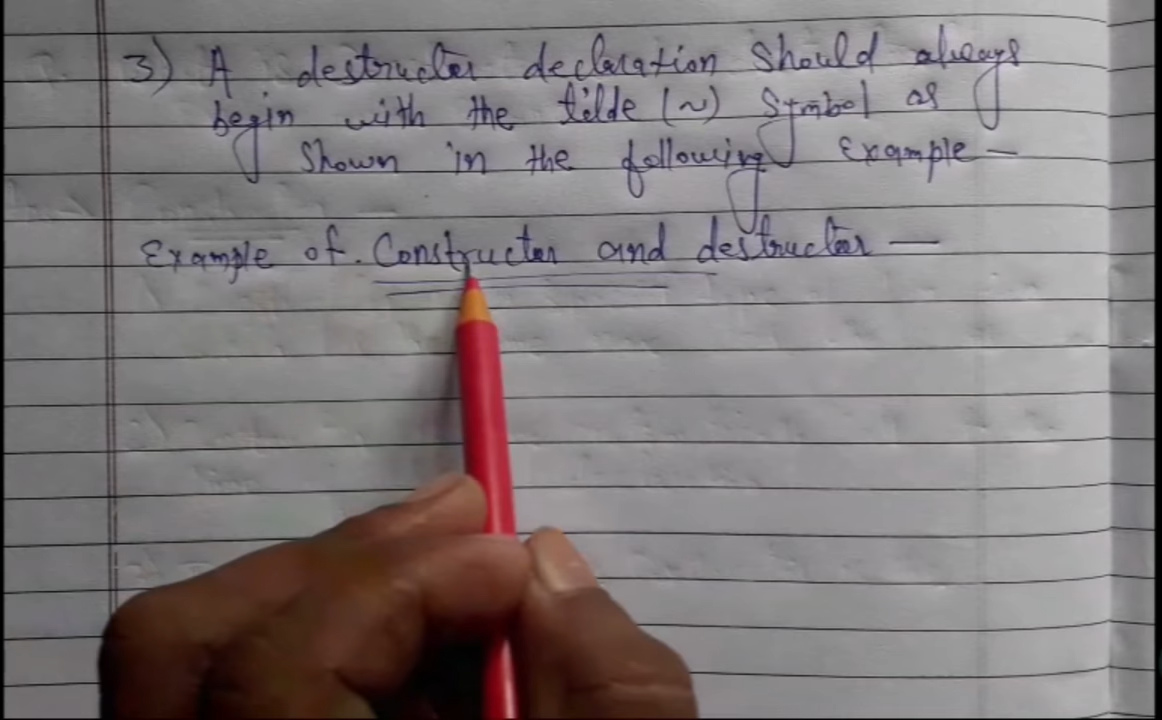 3) A destructor declaration should always
begin with the tilde (~) symbol as
shown in the following example -
Example of. Constructor and destructor -